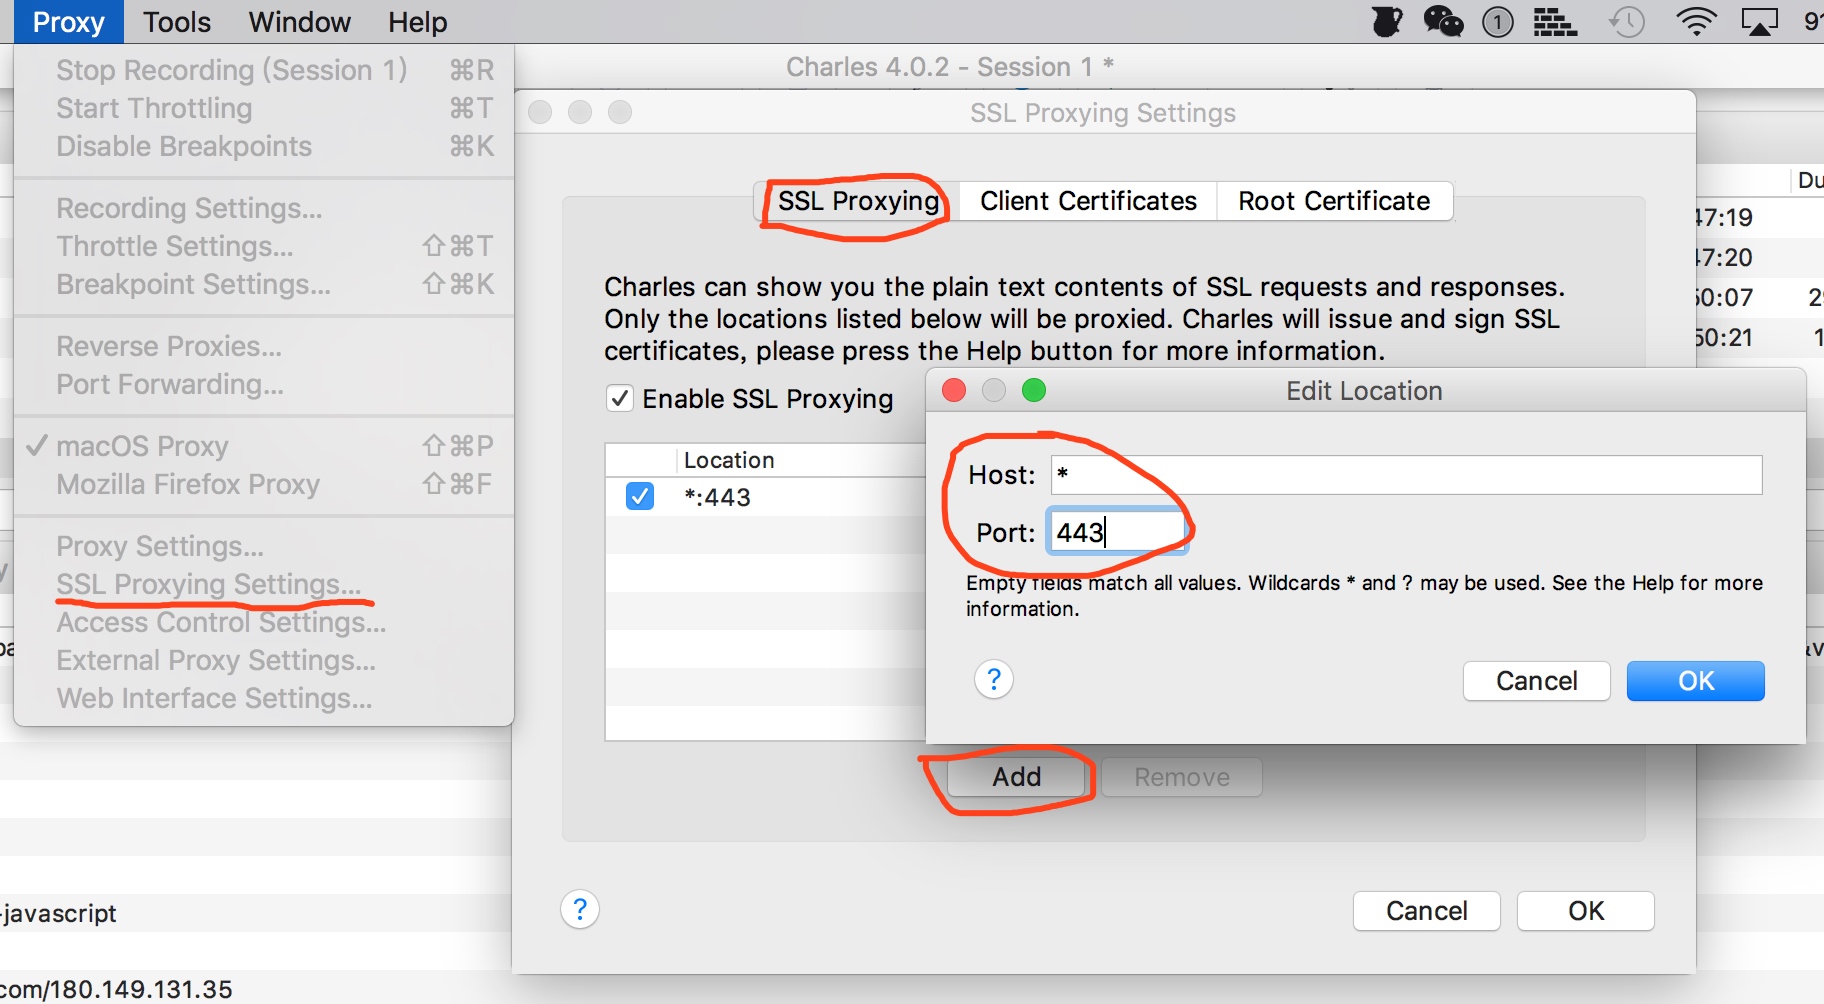 Proxy Tools Window Help
Charles 4.0.2 - Session 1 *
Stop Recording (Session 1) ⌘R
Start Throttling ⌘T
Disable Breakpoints ⌘K
Recording Settings...
Throttle Settings... ⇧⌘T
Breakpoint Settings... ⇧⌘K
Reverse Proxies...
Port Forwarding...
✓ macOS Proxy ⇧⌘P
Mozilla Firefox Proxy ⇧⌘F
Proxy Settings...
SSL Proxying Settings...
Access Control Settings...
External Proxy Settings...
Web Interface Settings...
SSL Proxying Settings
SSL Proxying Client Certificates Root Certificate
Charles can show you the plain text contents of SSL requests and responses.
Only the locations listed below will be proxied. Charles will issue and sign SSL
certificates, please press the Help button for more information.
Enable SSL Proxying
Location
*:443
Add Remove
? Cancel OK
Edit Location
Host: *
Port: 443
Empty fields match all values. Wildcards * and ? may be used. See the Help for more
information.
? Cancel OK
47:19
47:20
50:07
50:21
-javascript
com/180.149.131.35